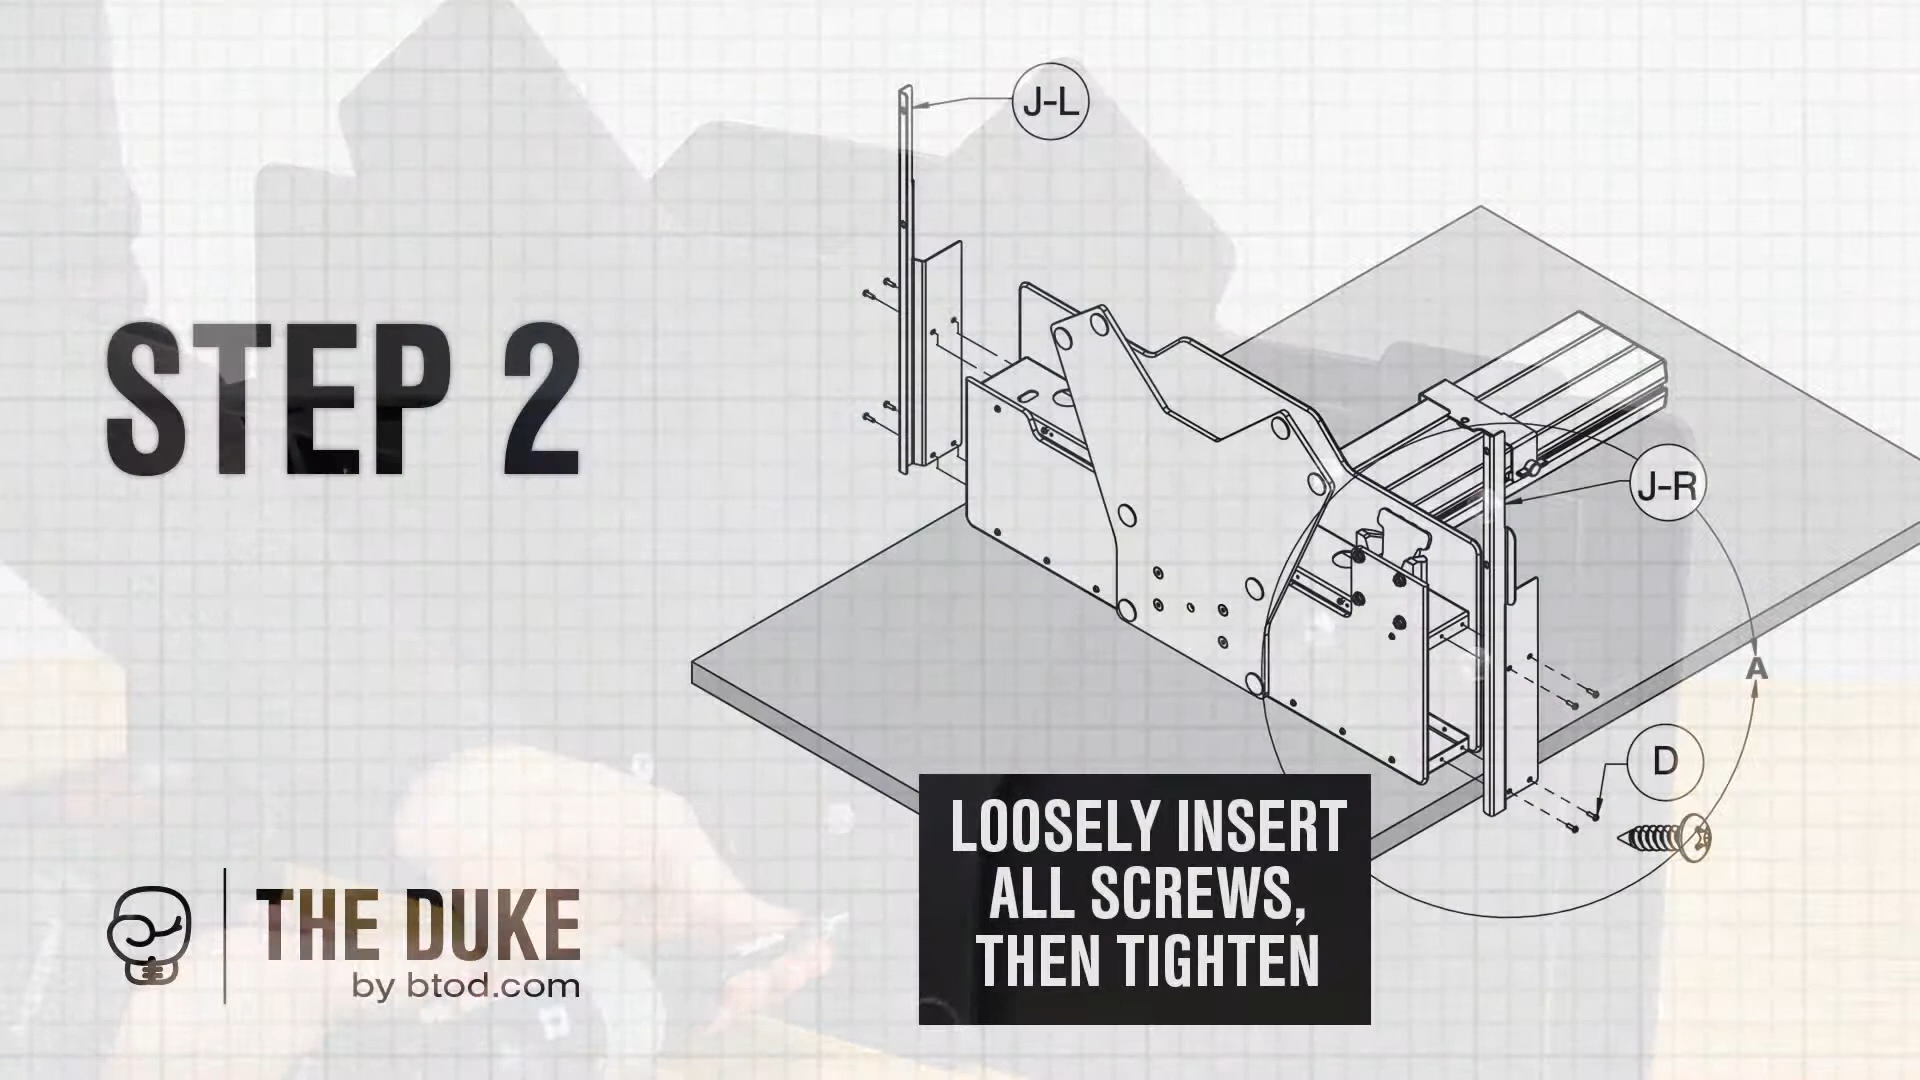 STEP 2
J-L
J-R
A
D
LOOSELY INSERT
ALL SCREWS,
THEN TIGHTEN
THE DUKE
by btod.com